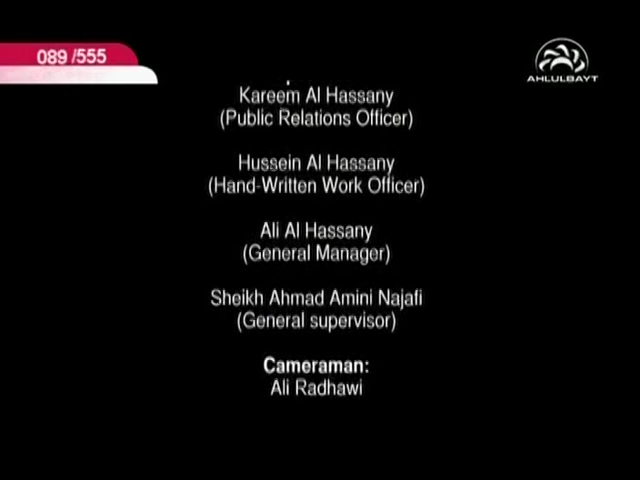 089 /555
AHLULBAYT
Kareem Al Hassany
(Public Relations Officer)
Hussein Al Hassany
(Hand-Written Work Officer)
Ali Al Hassany
(General Manager)
Sheikh Ahmad Amini Najafi
(General supervisor)
Cameraman:
Ali Radhawi